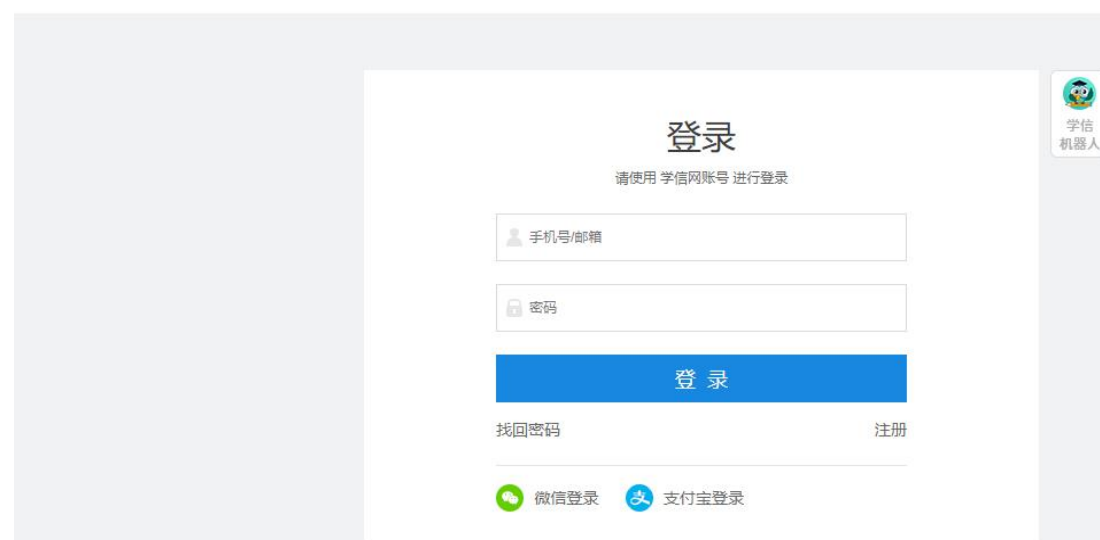 登录
请使用 学信网账号 进行登录
手机号/邮箱
密码
登 录
找回密码 注册
微信登录 支付宝登录
学信
机器人